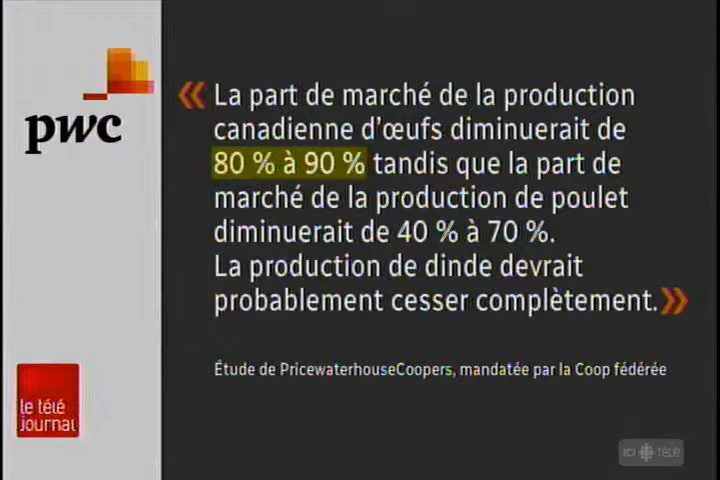 pwc
« La part de marché de la production
canadienne d'œufs diminuerait de
80 % à 90 % tandis que la part de
marché de la production de poulet
diminuerait de 40 % à 70 %.
La production de dinde devrait
probablement cesser complètement. »
Étude de PricewaterhouseCoopers, mandatée par la Coop fédérée
le télé
journal
ICI TÉLÉ